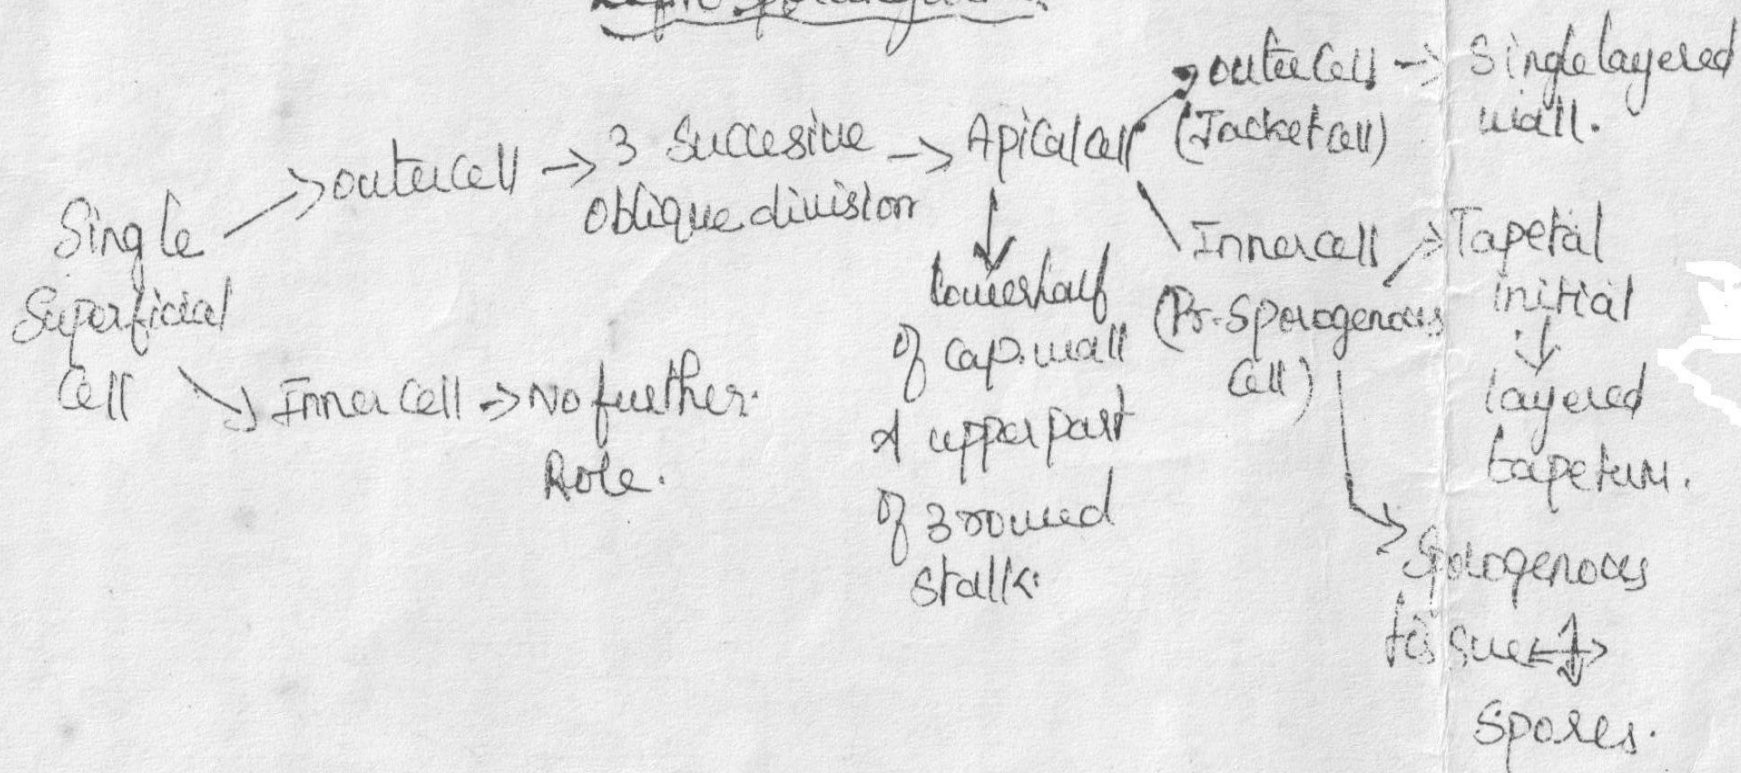 Single
Superficial
Cell
→ outer cell → 3 Succesive
oblique division
→ Apical cell
→ outer cell → Single layered
(Jacket cell) wall.
Inner cell
(Pr. Sporogenous
Cell)
→ Tapetal
initial
↓
layered
tapetum.
→ Sporogenous
tissue
Spores.
↓
lower half
of cap. wall
& upper part
of 3 rowed
stalk.
→ Inner cell → No further.
Role.